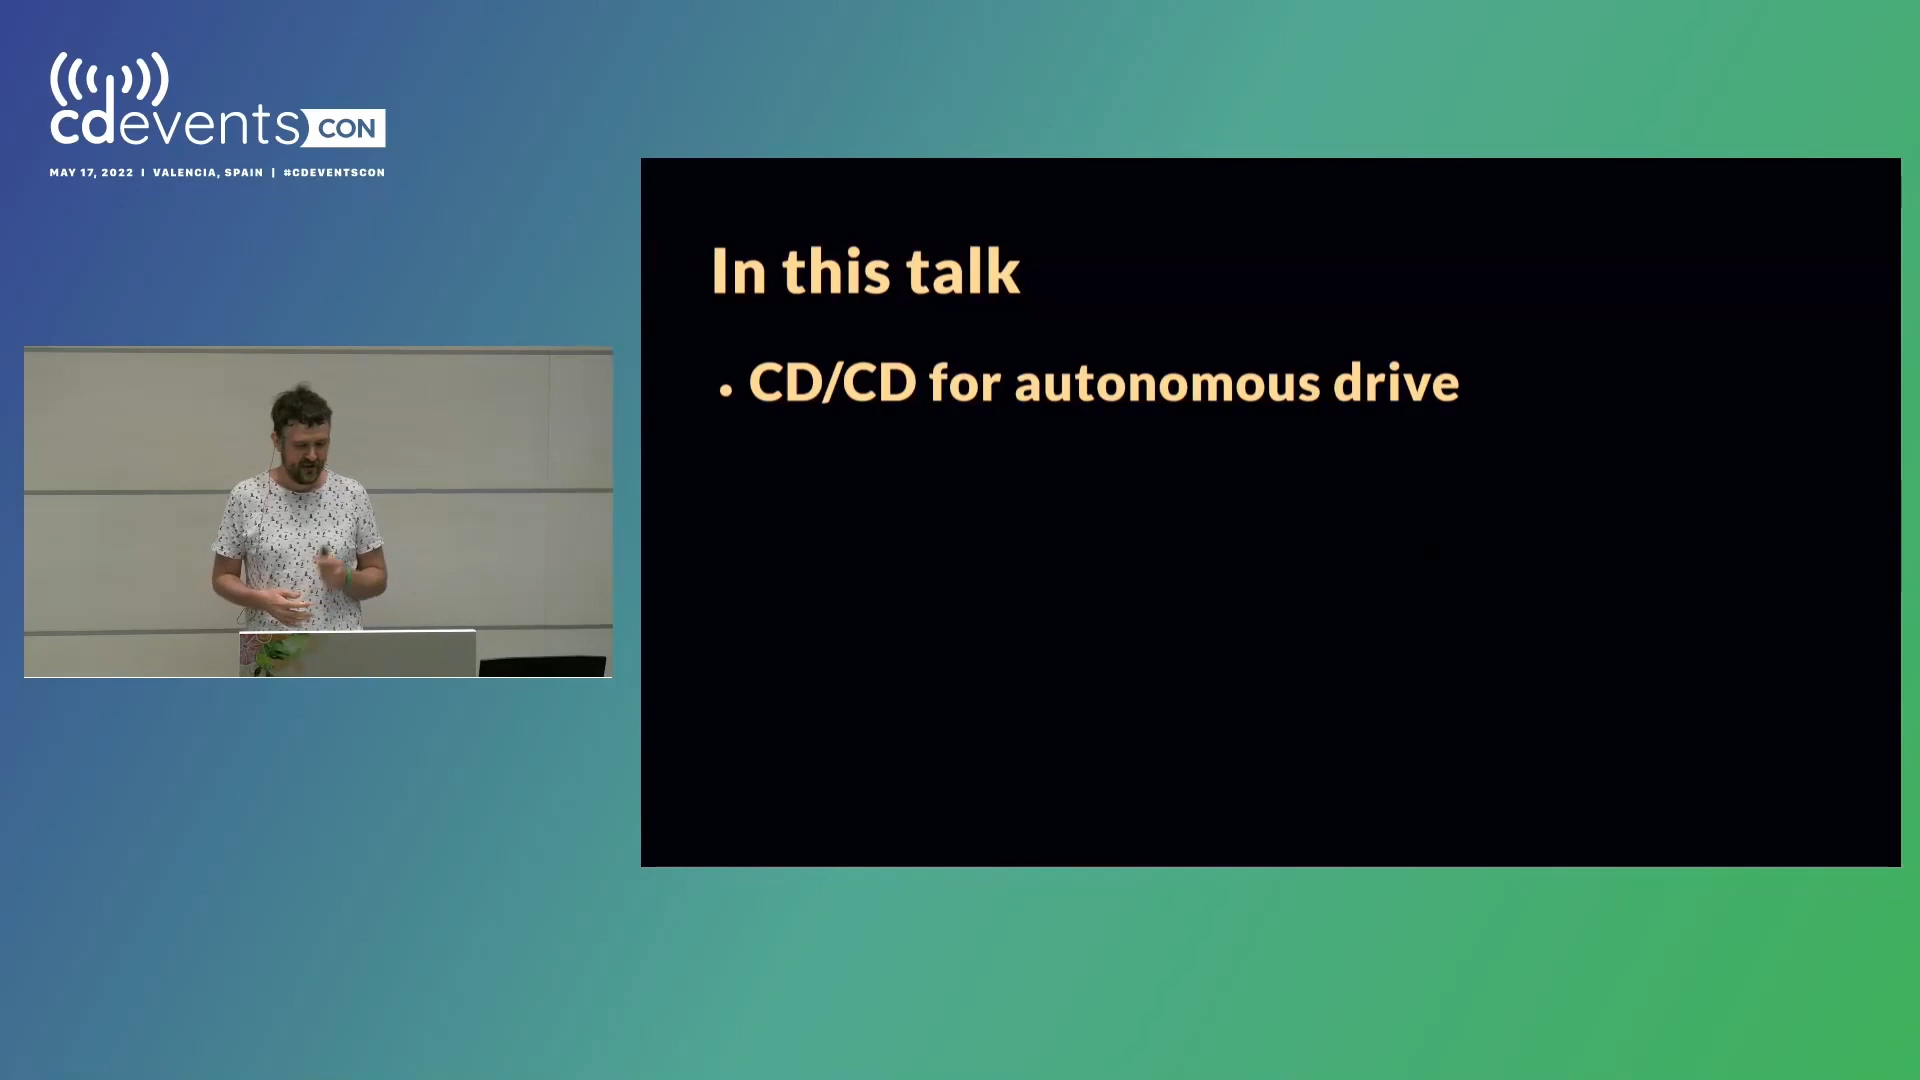 cdevents CON
MAY 17, 2022 | VALENCIA, SPAIN | #CDEVENTSCON
In this talk
• CD/CD for autonomous drive